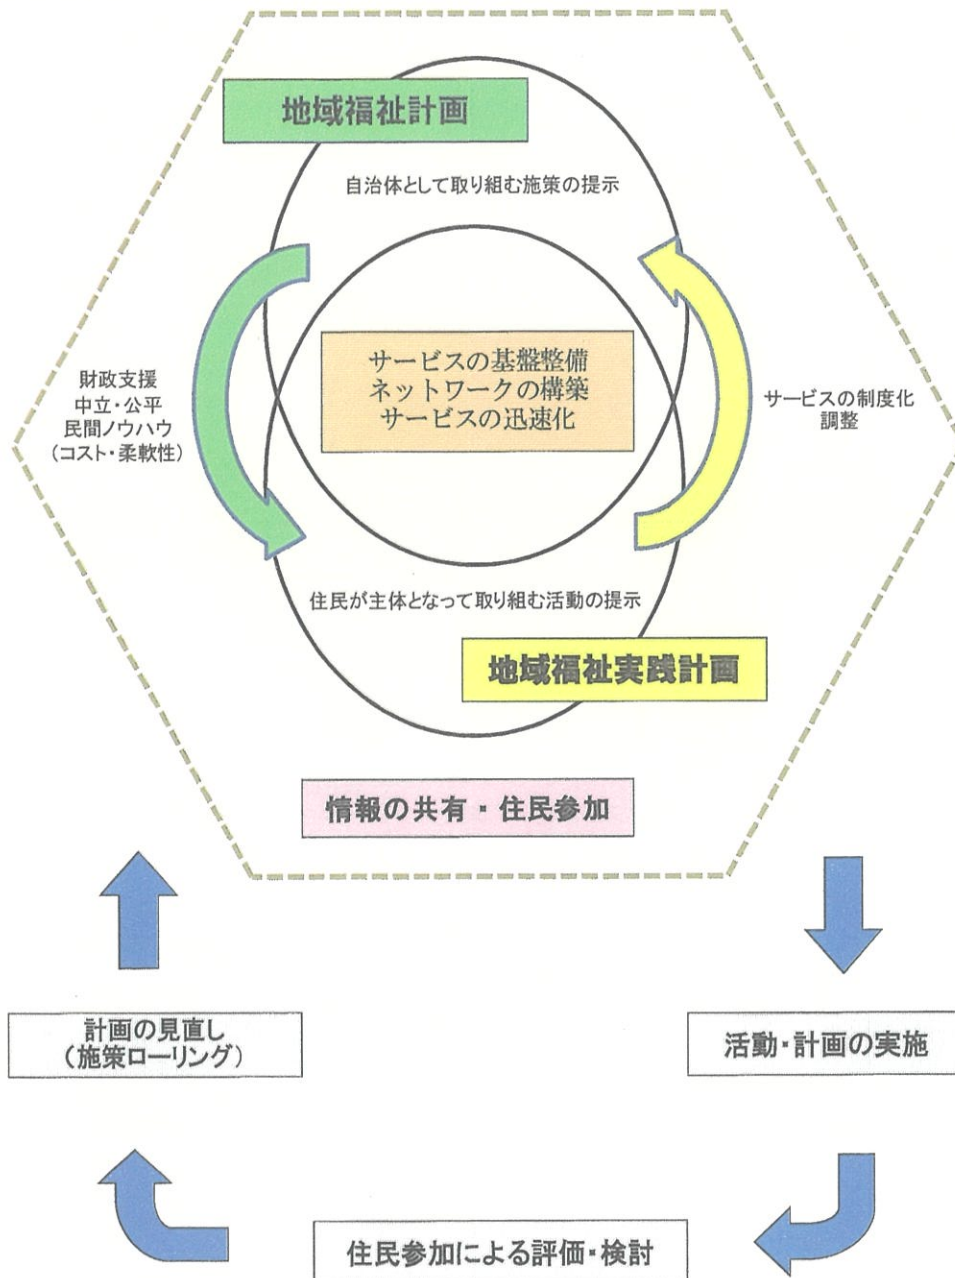 地域福祉計画
自治体として取り組む施策の提示
サービスの基盤整備
ネットワークの構築
サービスの迅速化
財政支援
中立・公平
民間ノウハウ
(コスト・柔軟性)
サービスの制度化
調整
住民が主体となって取り組む活動の提示
地域福祉実践計画
情報の共有・住民参加
計画の見直し
(施策ローリング)
活動・計画の実施
住民参加による評価・検討